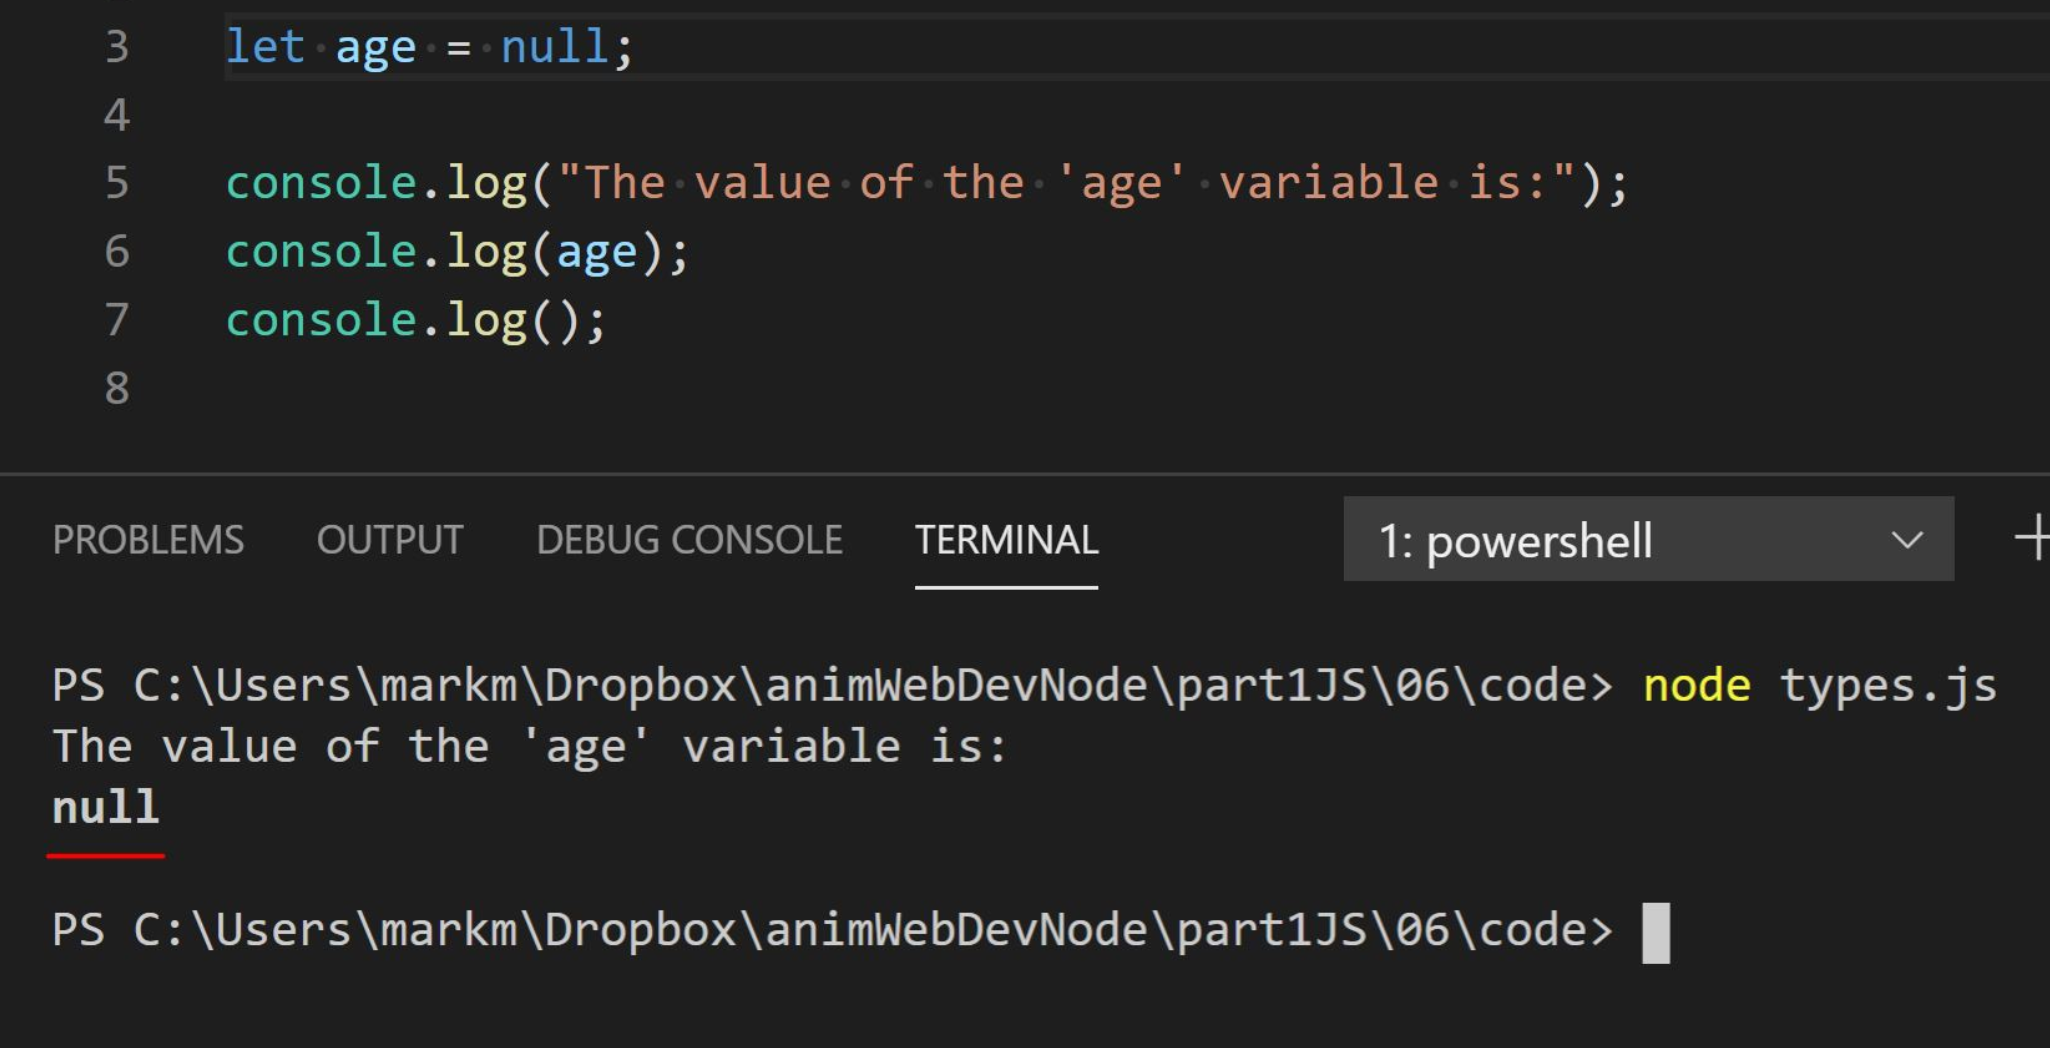 3 let age = null;
4
5 console.log("The value of the 'age' variable is:");
6 console.log(age);
7 console.log();
8
PROBLEMS OUTPUT DEBUG CONSOLE TERMINAL 1: powershell +
PS C:\Users\markm\Dropbox\animWebDevNode\part1JS\06\code> node types.js
The value of the 'age' variable is:
null
PS C:\Users\markm\Dropbox\animWebDevNode\part1JS\06\code>